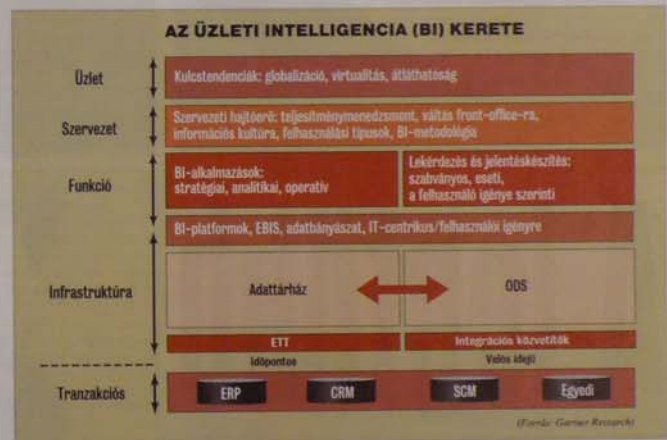 AZ ÜZLETI INTELLIGENCIA (BI) KERETE
Üzlet
Kulcstendenciák: globalizáció, virtualitás, átláthatóság
Szervezet
Szervezeti hajtóerő: teljesítménymenedzsment, váltás front-office-ra,
információs kultúra, felhasználási típusok, BI-metodológia
Funkció
BI-alkalmazások:
stratégiai, analitikai, operatív
Lekérdezés és jelentéskészítés:
szabványos, eseti,
a felhasználó igénye szerinti
BI-platformok, EBIS, adatbányászat, IT-centrikus/felhasználói igényre
Infrastruktúra
Adattárház
ODS
ETT
Integrációs közvetítők
Időpontos
Valós idejű
Tranzakciós
ERP
CRM
SCM
Egyedi
(Forrás: Gartner Research)